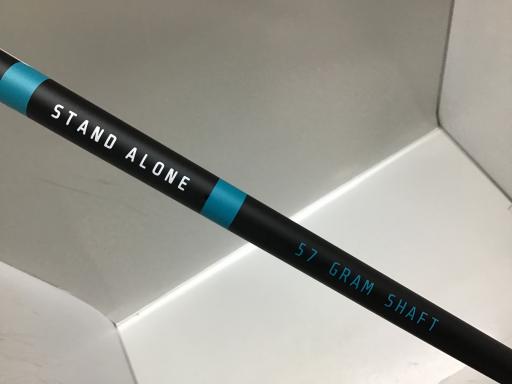 STAND ALONE
57 GRAM SHAFT